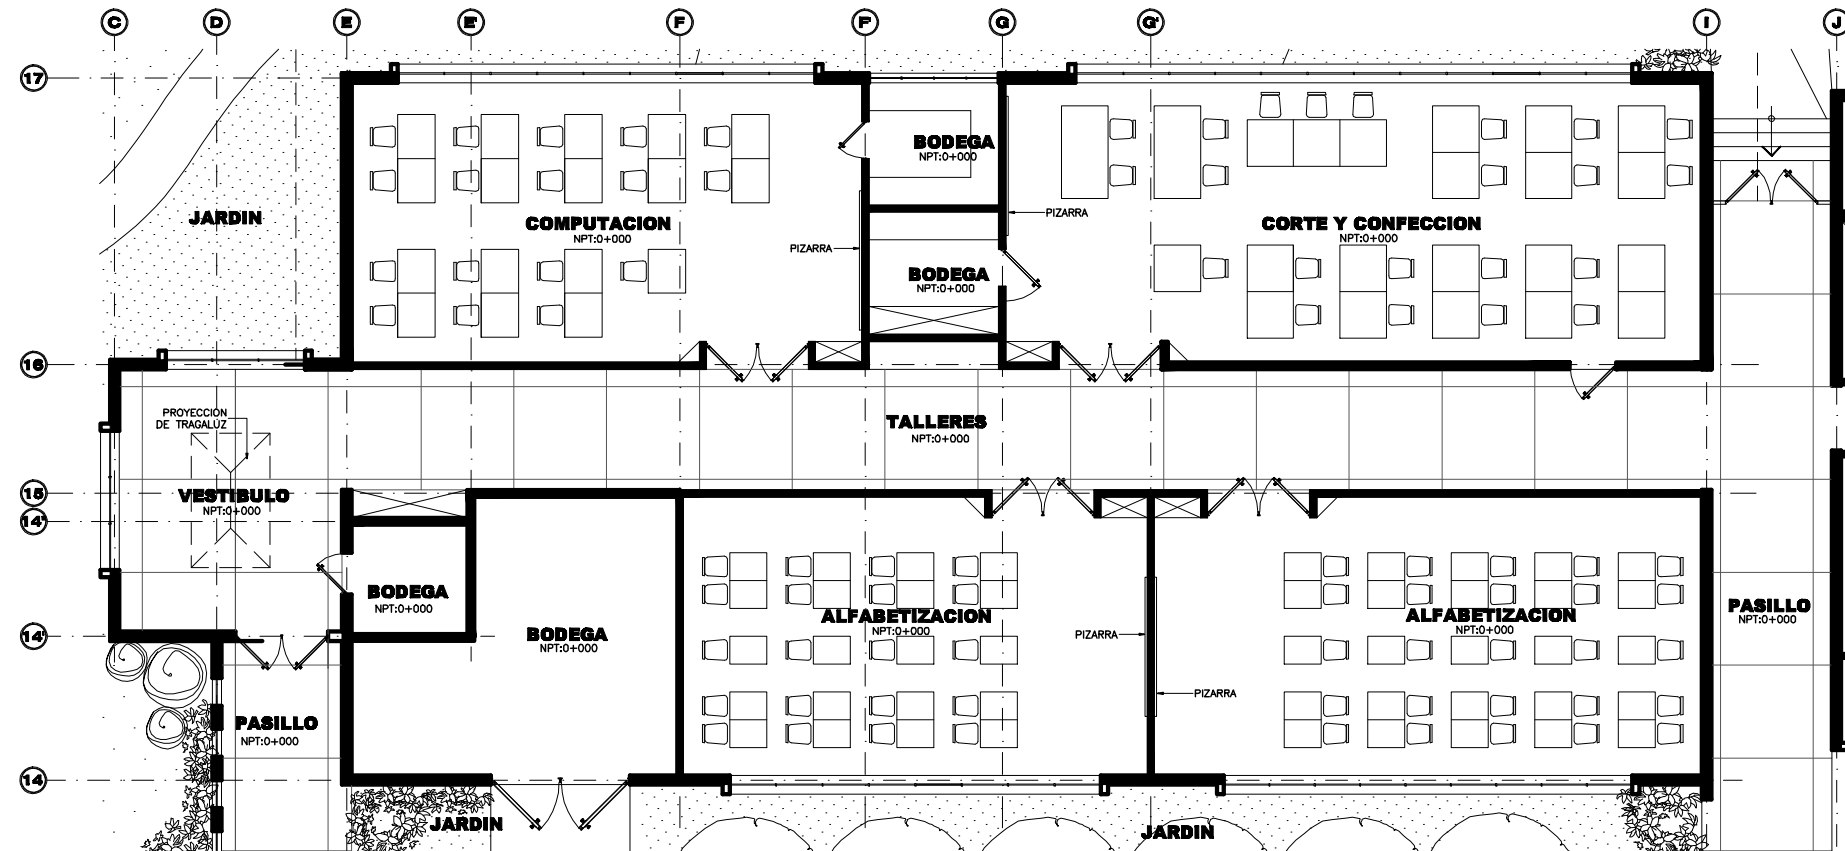 C D E E' F F' G G' I J
17
BODEGA
NPT:0+000
PIZARRA
JARDIN
COMPUTACION
NPT:0+000
CORTE Y CONFECCION
NPT:0+000
PIZARRA
BODEGA
NPT:0+000
16
PROYECCIÓN
DE TRAGALUZ
TALLERES
NPT:0+000
15
VESTIBULO
NPT:0+000
14'
BODEGA
NPT:0+000
ALFABETIZACION
NPT:0+000
ALFABETIZACION
NPT:0+000
PASILLO
NPT:0+000
14'
BODEGA
NPT:0+000
PIZARRA
PIZARRA
PASILLO
NPT:0+000
14
JARDIN
JARDIN